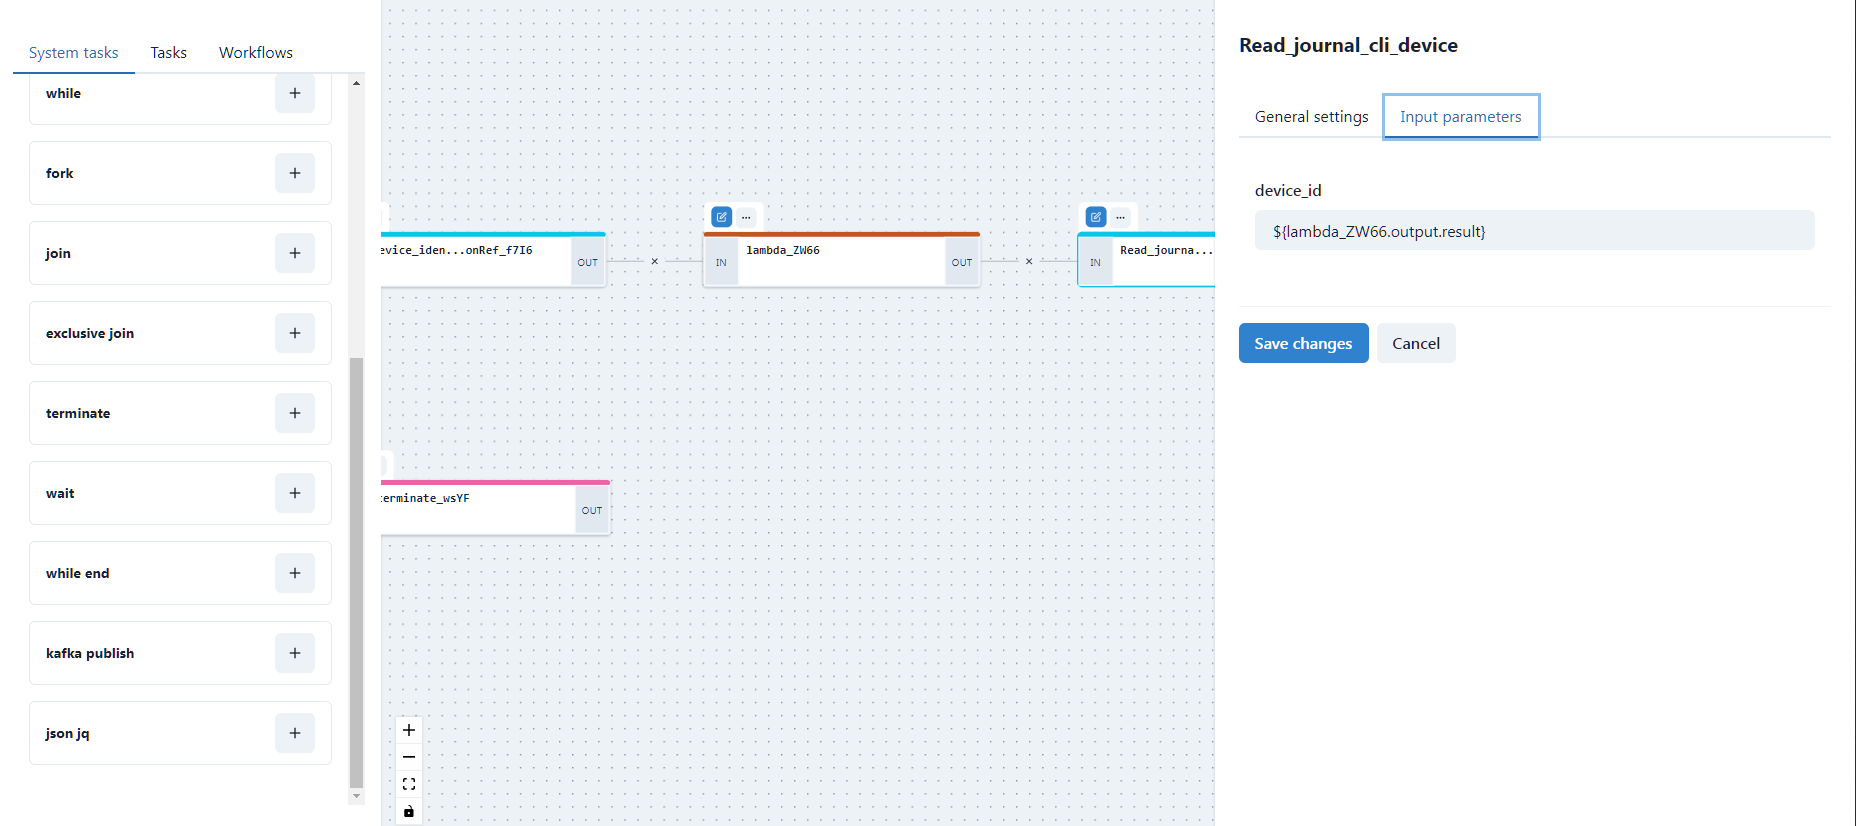 System tasks
Tasks
Workflows
while
fork
join
exclusive join
terminate
wait
while end
kafka publish
json jq
evice_iden...onRef_f7I6
OUT
IN
lambda_ZW66
OUT
IN
Read_journa...
terminate_wsYF
OUT
Read_journal_cli_device
General settings
Input parameters
device_id
${lambda_ZW66.output.result}
Save changes
Cancel